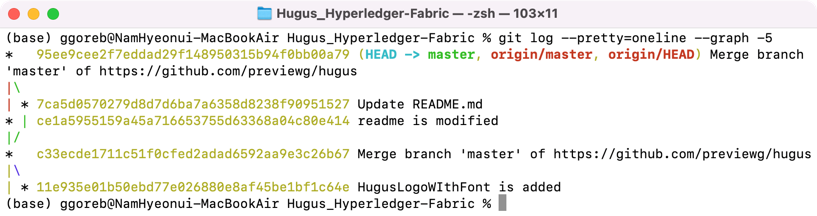 Hugus_Hyperledger-Fabric — -zsh — 103×11
(base) ggoreb@NamHyeonui-MacBookAir Hugus_Hyperledger-Fabric % git log --pretty=oneline --graph -5
*   95ee9cee2f7eddad29f148950315b94f0bb00a79 (HEAD -> master, origin/master, origin/HEAD) Merge branch
'master' of https://github.com/previewg/hugus
|\
| * 7ca5d0570279d8d7d6ba7a6358d8238f90951527 Update README.md
* | ce1a5955159a45a716653755d63368a04c80e414 readme is modified
|/
*   c33ecde1711c51f0cfed2adad6592aa9e3c26b67 Merge branch 'master' of https://github.com/previewg/hugus
|\
| * 11e935e01b50ebd77e026880e8af45be1bf1c64e HugusLogoWIthFont is added
(base) ggoreb@NamHyeonui-MacBookAir Hugus_Hyperledger-Fabric %